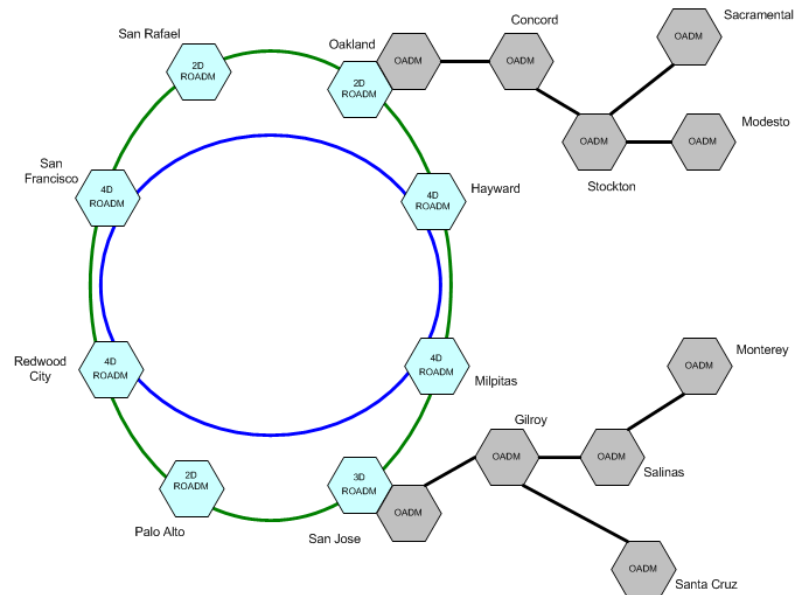 San Rafael
2D
ROADM
Oakland
2D
ROADM
OADM
Concord
OADM
Sacramental
OADM
Stockton
OADM
Modesto
OADM
San
Francisco
4D
ROADM
Hayward
4D
ROADM
Redwood
City
4D
ROADM
Milpitas
4D
ROADM
Palo Alto
2D
ROADM
San Jose
3D
ROADM
OADM
Gilroy
OADM
Salinas
OADM
Monterey
OADM
Santa Cruz
OADM